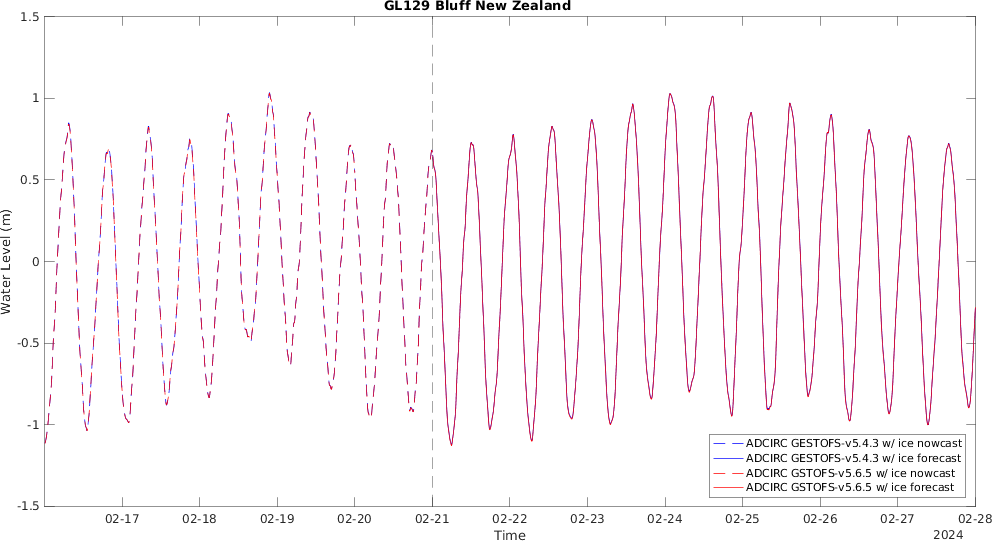 GL129 Bluff New Zealand
1.5
1
0.5
0
-0.5
-1
-1.5
Water Level (m)
ADCIRC GESTOFS-v5.4.3 w/ ice nowcast
ADCIRC GESTOFS-v5.4.3 w/ ice forecast
ADCIRC GSTOFS-v5.6.5 w/ ice nowcast
ADCIRC GSTOFS-v5.6.5 w/ ice forecast
02-17 02-18 02-19 02-20 02-21 02-22 02-23 02-24 02-25 02-26 02-27 02-28
Time
2024